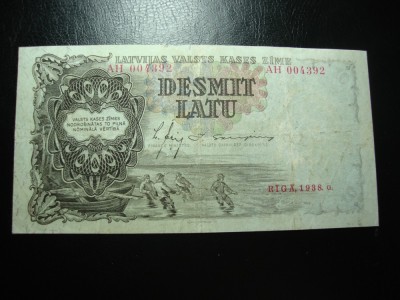 LATVIJAS VALSTS KASES ZĪME
AH 004392 AH 004392
DESMIT
LATU
VALSTS KASES ZĪMES
NODROŠINĀTAS TO PILNĀ
NOMINĀLĀ VĒRTĪBĀ
RĪGĀ, 1938. g.